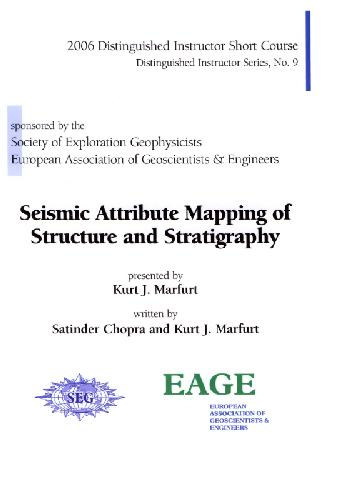 2006 Distinguished Instructor Short Course
Distinguished Instructor Series, No. 9
sponsored by the
Society of Exploration Geophysicists
European Association of Geoscientists & Engineers
Seismic Attribute Mapping of
Structure and Stratigraphy
presented by
Kurt J. Marfurt
written by
Satinder Chopra and Kurt J. Marfurt
SEG
EAGE
EUROPEAN
ASSOCIATION OF
GEOSCIENTISTS &
ENGINEERS